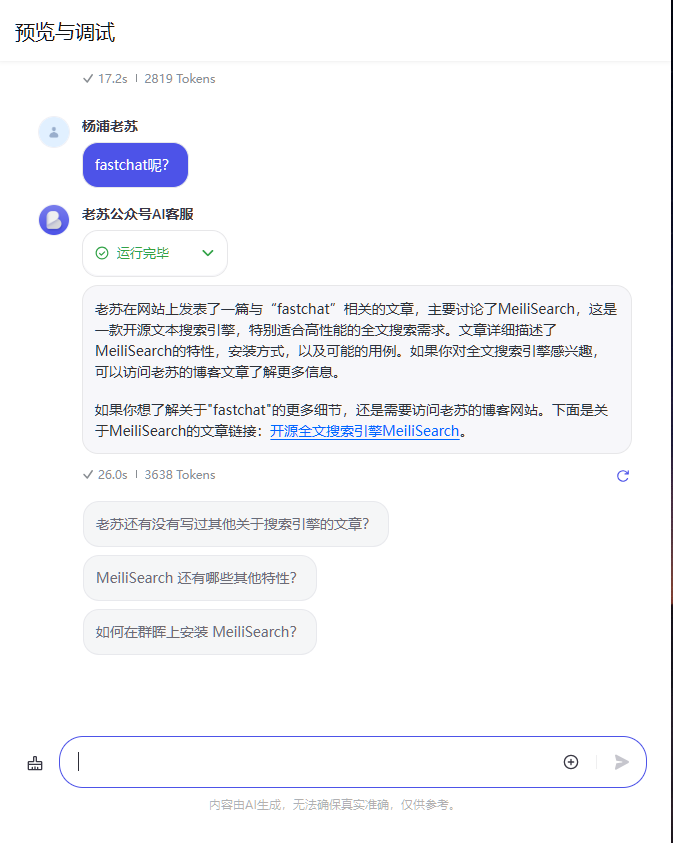 预览与调试
17.2s | 2819 Tokens
杨浦老苏
fastchat呢？
老苏公众号AI客服
运行完毕
老苏在网站上发表了一篇与“fastchat”相关的文章，主要讨论了MeiliSearch，这是
一款开源文本搜索引擎，特别适合高性能的全文搜索需求。文章详细描述了
MeiliSearch的特性，安装方式，以及可能的用例。如果你对全文搜索引擎感兴趣，
可以访问老苏的博客文章了解更多信息。
如果你想了解关于"fastchat"的更多细节，还是需要访问老苏的博客网站。下面是关
于MeiliSearch的文章链接：开源全文搜索引擎MeiliSearch。
26.0s | 3638 Tokens
老苏还有没有写过其他关于搜索引擎的文章？
MeiliSearch 还有哪些其他特性？
如何在群晖上安装 MeiliSearch？
内容由AI生成，无法确保真实准确，仅供参考。